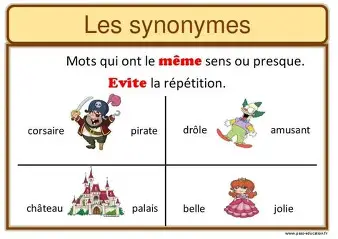 Les synonymes
Mots qui ont le même sens ou presque.
Evite la répétition.
corsaire pirate drôle amusant
château palais belle jolie
www.pass-education.fr